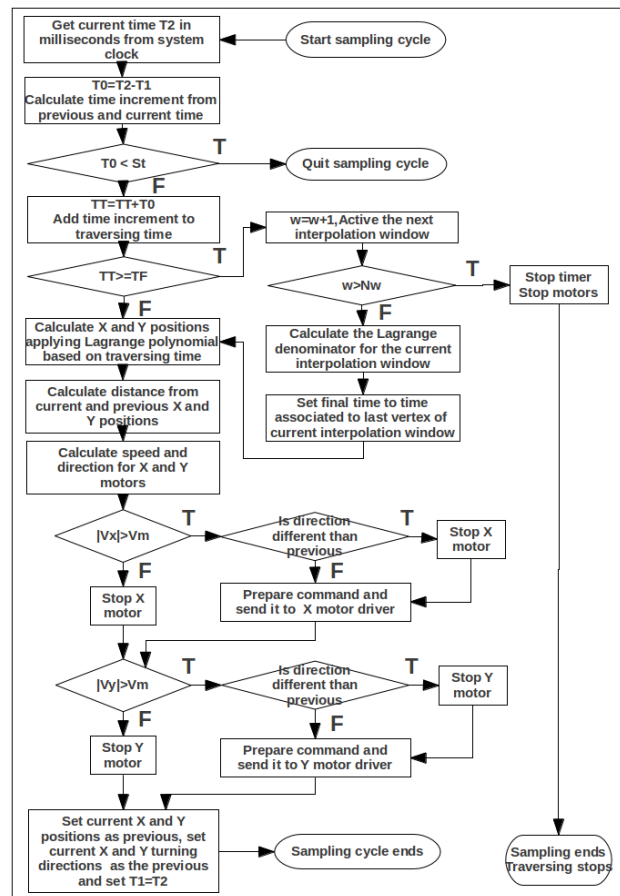 Get current time T2 in
milliseconds from system
clock
Start sampling cycle
T0=T2-T1
Calculate time increment from
previous and current time
T
T0 < St
Quit sampling cycle
F
TT=TT+T0
Add time increment to
traversing time
T
w=w+1,Active the next
interpolation window
TT>=TF
F
w>Nw
T
Stop timer
Stop motors
F
Calculate X and Y positions
applying Lagrange polynomial
based on traversing time
Calculate the Lagrange
denominator for the current
interpolation window
Calculate distance from
current and previous X and
Y positions
Set final time to time
associated to last vertex of
current interpolation window
Calculate speed and
direction for X and Y
motors
|Vx|>Vm
T
Is direction
different than
previous
T
Stop X
motor
F
F
Stop X
motor
Prepare command and
send it to X motor driver
|Vy|>Vm
T
Is direction
different than
previous
T
Stop Y
motor
F
F
Stop Y
motor
Prepare command and
send it to Y motor driver
Set current X and Y
positions as previous, set
current X and Y turning
directions as the previous
and set T1=T2
Sampling cycle ends
Sampling ends
Traversing stops